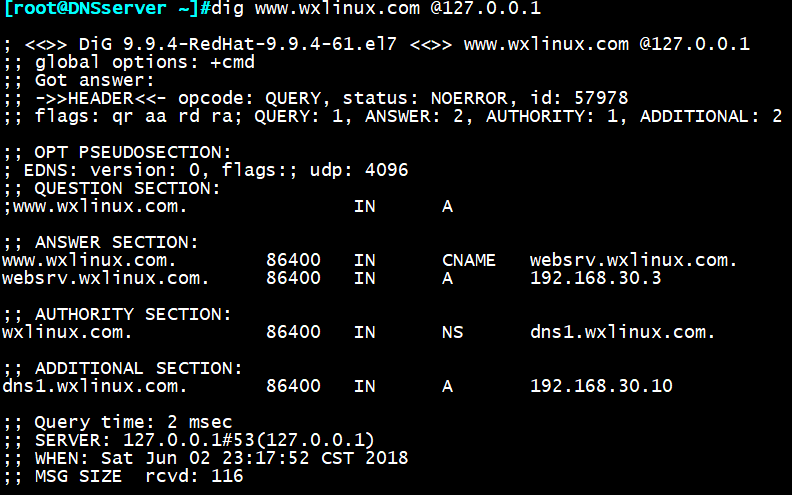 [root@DNSserver ~]#dig www.wxlinux.com @127.0.0.1

; <<>> DiG 9.9.4-RedHat-9.9.4-61.el7 <<>> www.wxlinux.com @127.0.0.1
;; global options: +cmd
;; Got answer:
;; ->>HEADER<<- opcode: QUERY, status: NOERROR, id: 57978
;; flags: qr aa rd ra; QUERY: 1, ANSWER: 2, AUTHORITY: 1, ADDITIONAL: 2

;; OPT PSEUDOSECTION:
; EDNS: version: 0, flags:; udp: 4096
;; QUESTION SECTION:
;www.wxlinux.com.		IN	A

;; ANSWER SECTION:
www.wxlinux.com.	86400	IN	CNAME	websrv.wxlinux.com.
websrv.wxlinux.com.	86400	IN	A	192.168.30.3

;; AUTHORITY SECTION:
wxlinux.com.		86400	IN	NS	dns1.wxlinux.com.

;; ADDITIONAL SECTION:
dns1.wxlinux.com.	86400	IN	A	192.168.30.10

;; Query time: 2 msec
;; SERVER: 127.0.0.1#53(127.0.0.1)
;; WHEN: Sat Jun 02 23:17:52 CST 2018
;; MSG SIZE  rcvd: 116